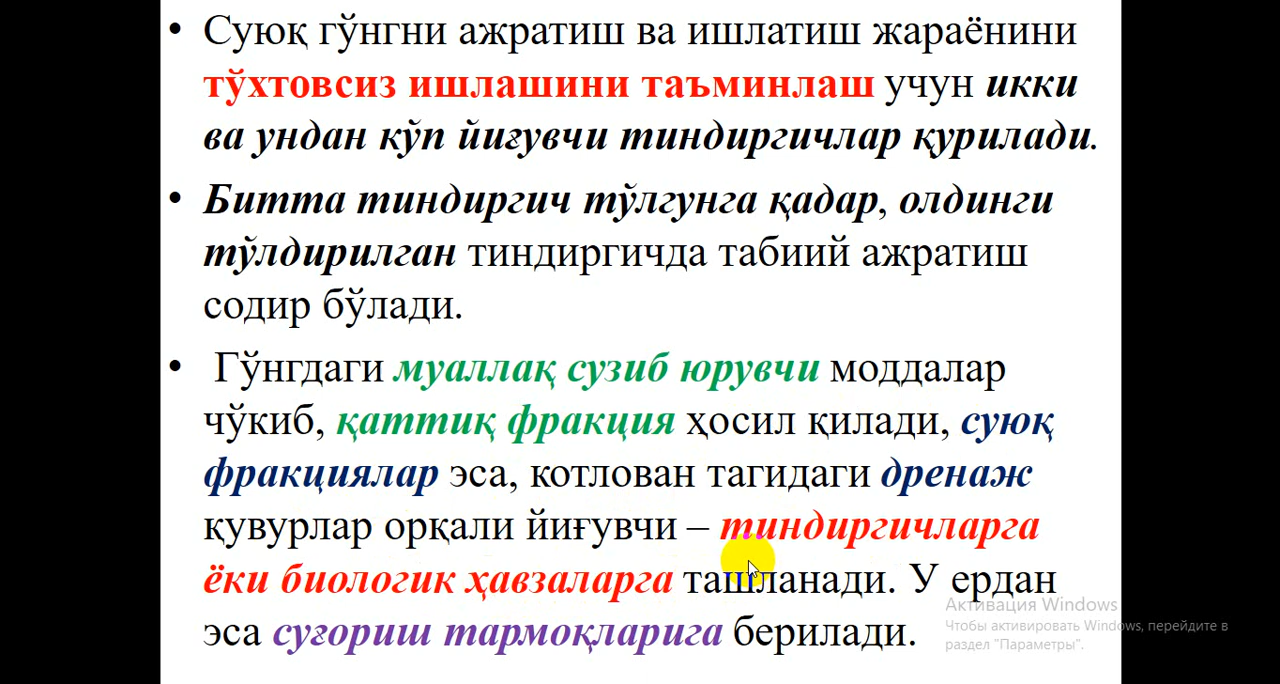 • Суюқ гўнгни ажратиш ва ишлатиш жараёнини
тўхтовсиз ишлашини таъминлаш учун икки
ва ундан кўп йиғувчи тиндиргичлар қурилади.
• Битта тиндиргич тўлгунга қадар, олдинги
тўлдирилган тиндиргичда табиий ажратиш
содир бўлади.
• Гўнгдаги муаллақ сузиб юрувчи моддалар
чўкиб, қаттиқ фракция ҳосил қилади, суюқ
фракциялар эса, котлован тагидаги дренаж
қувурлар орқали йиғувчи – тиндиргичларга
ёки биологик ҳавзаларга ташланади. У ердан
эса суғориш тармоқларига берилади.
Активация Windows
Чтобы активировать Windows, перейдите в
раздел "Параметры".